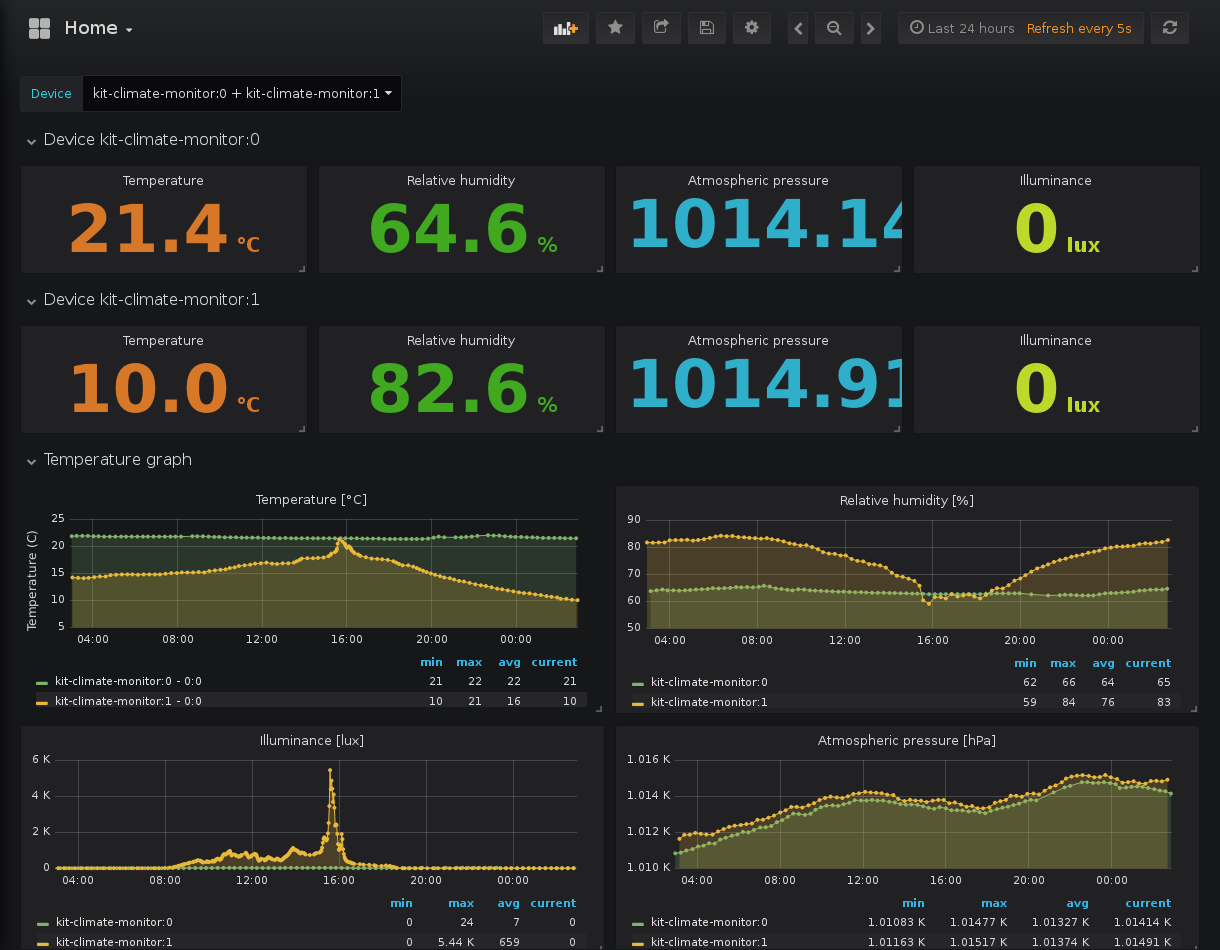 Home
Last 24 hours Refresh every 5s
Device kit-climate-monitor:0 + kit-climate-monitor:1
Device kit-climate-monitor:0
Temperature Relative humidity Atmospheric pressure Illuminance
21.4 °C 64.6 % 1014.14 0 lux
Device kit-climate-monitor:1
Temperature Relative humidity Atmospheric pressure Illuminance
10.0 °C 82.6 % 1014.91 0 lux
Temperature graph
Temperature [°C]
Temperature (C)
25
20
15
10
5
04:00 08:00 12:00 16:00 20:00 00:00
min max avg current
kit-climate-monitor:0 - 0:0 21 22 22 21
kit-climate-monitor:1 - 0:0 10 21 16 10
Relative humidity [%]
90
80
70
60
50
04:00 08:00 12:00 16:00 20:00 00:00
min max avg current
kit-climate-monitor:0 62 66 64 65
kit-climate-monitor:1 59 84 76 83
Illuminance [lux]
6 K
4 K
2 K
0
04:00 08:00 12:00 16:00 20:00 00:00
min max avg current
kit-climate-monitor:0 0 24 7 0
kit-climate-monitor:1 0 5.44 K 659 0
Atmospheric pressure [hPa]
1.016 K
1.014 K
1.012 K
1.010 K
04:00 08:00 12:00 16:00 20:00 00:00
min max avg current
kit-climate-monitor:0 1.01083 K 1.01477 K 1.01327 K 1.01414 K
kit-climate-monitor:1 1.01163 K 1.01517 K 1.01374 K 1.01491 K